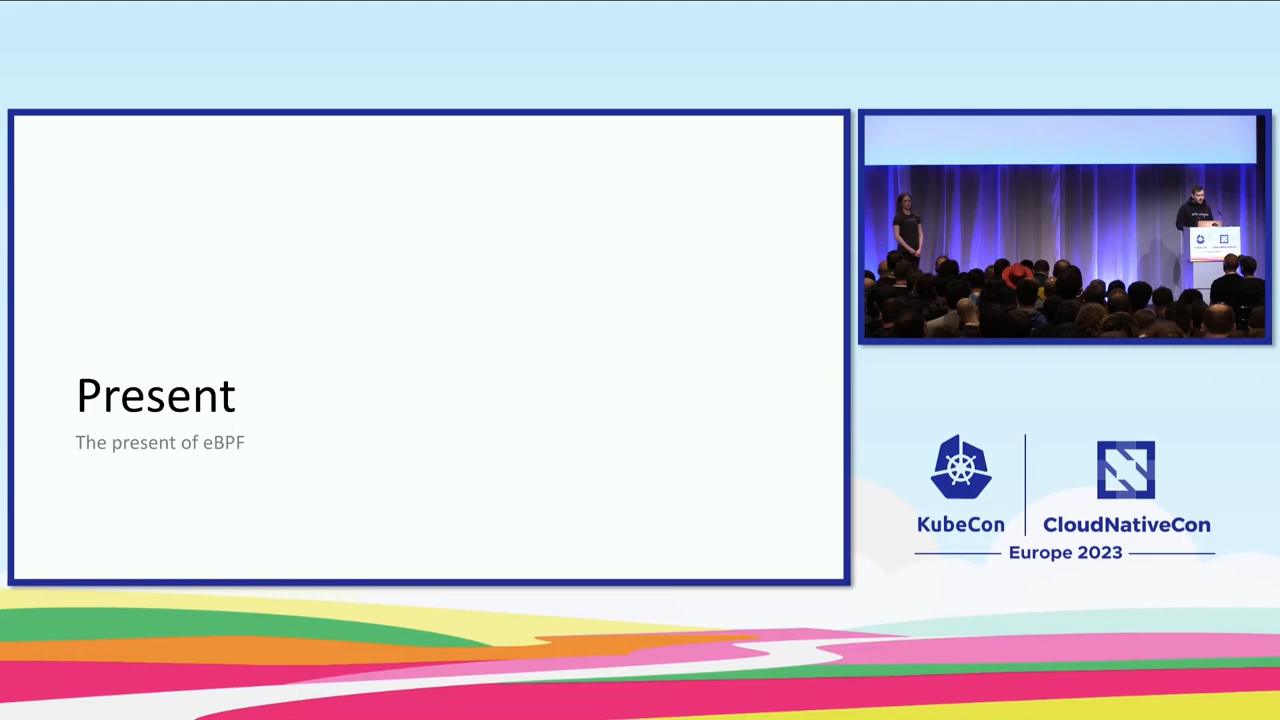 Present
The present of eBPF
KubeCon
CloudNativeCon
Europe 2023